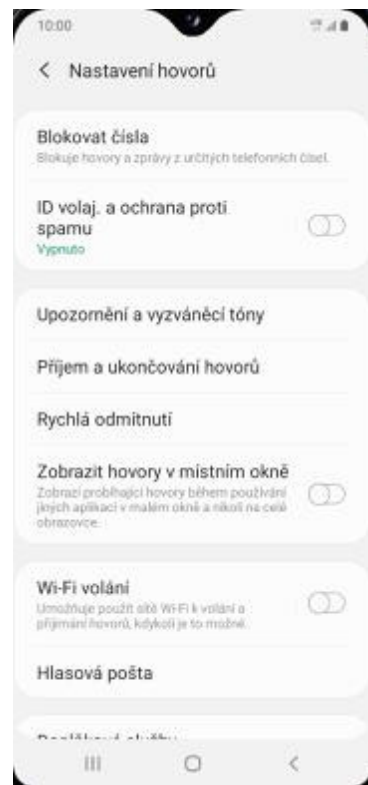 10:00
Nastavení hovorů
Blokovat čísla
Blokuje hovory a zprávy z určitých telefonních čísel.
ID volaj. a ochrana proti
spamu
Vypnuto
Upozornění a vyzváněcí tóny
Příjem a ukončování hovorů
Rychlá odmítnutí
Zobrazit hovory v místním okně
Zobrazí probíhající hovory během používání
jiných aplikací v malém okně a nikoli na celé
obrazovce.
Wi-Fi volání
Umožňuje použít sítě Wi-Fi k volání a
přijímání hovorů, kdykoli je to možné.
Hlasová pošta